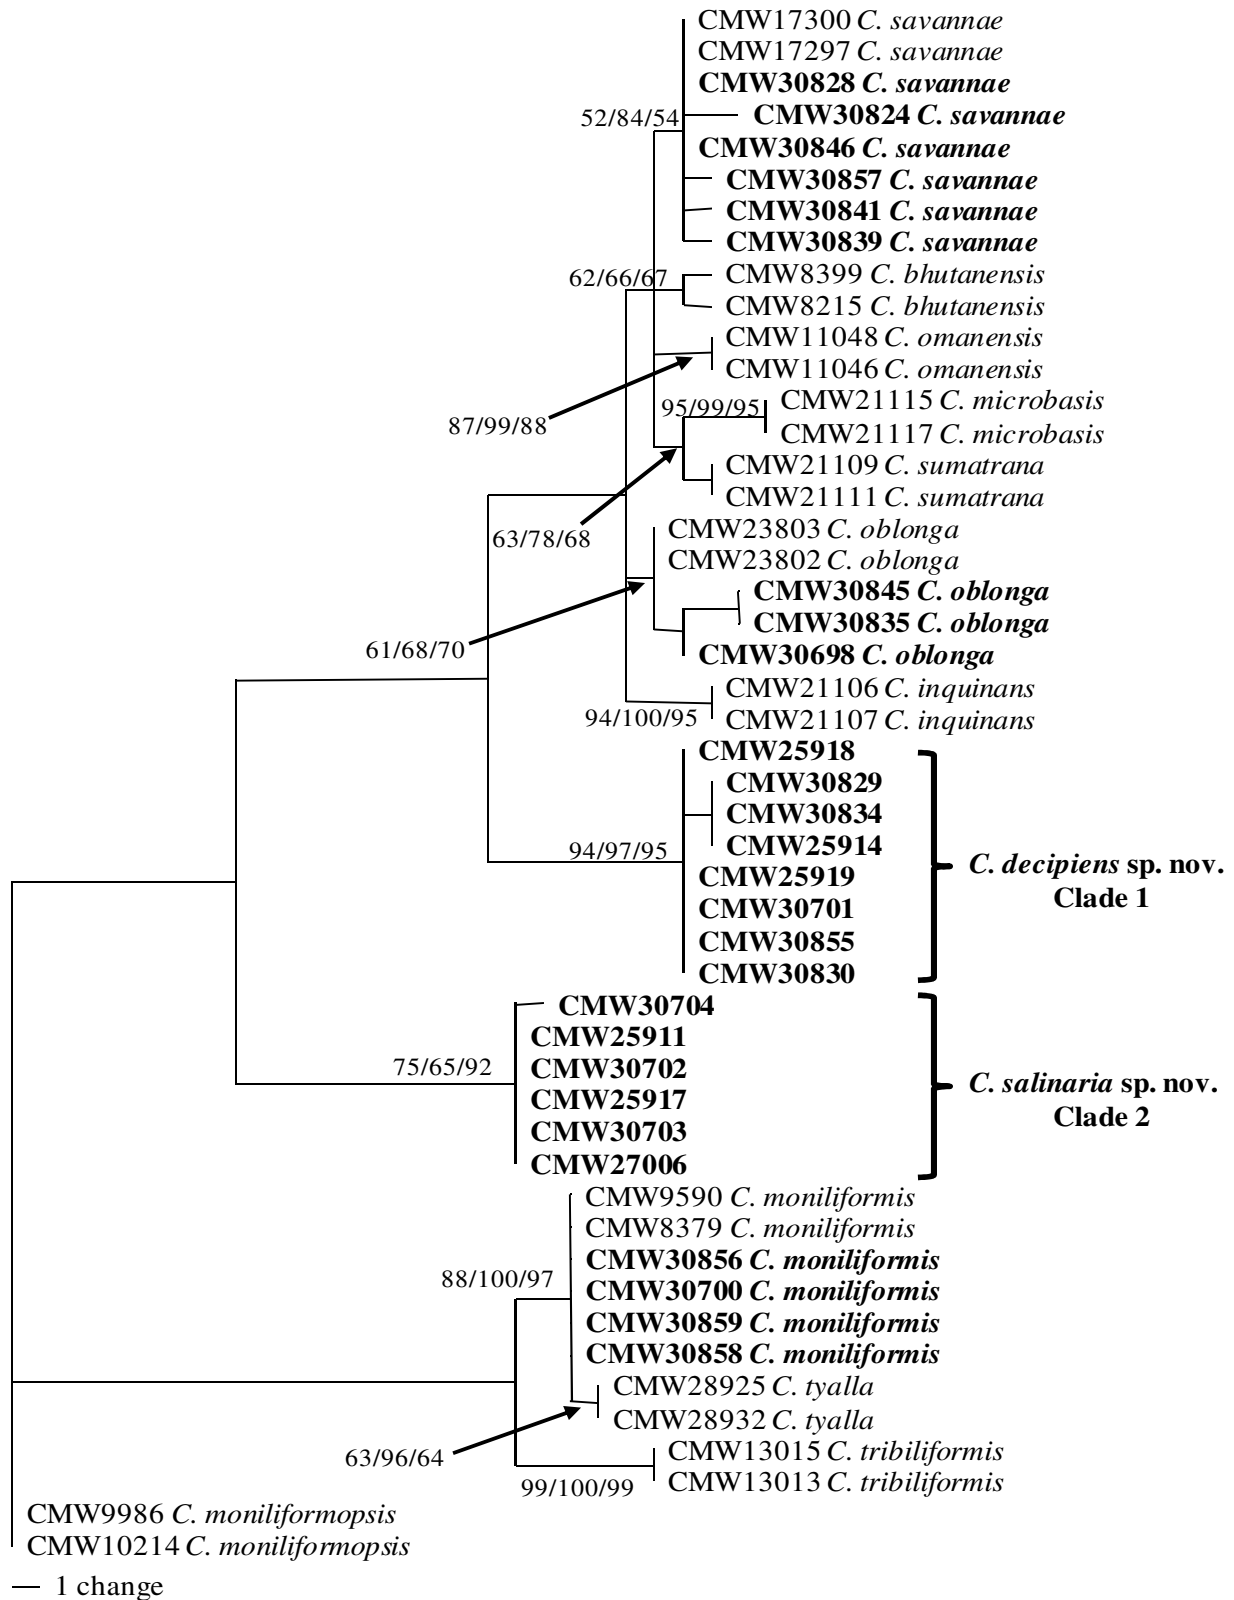 CMW17300 C. savannae
CMW17297 C. savannae
CMW30828 C. savannae
52/84/54
CMW30824 C. savannae
CMW30846 C. savannae
CMW30857 C. savannae
CMW30841 C. savannae
CMW30839 C. savannae
62/66/67
CMW8399 C. bhutanensis
CMW8215 C. bhutanensis
CMW11048 C. omanensis
CMW11046 C. omanensis
87/99/88
95/99/95
CMW21115 C. microbasis
CMW21117 C. microbasis
CMW21109 C. sumatrana
CMW21111 C. sumatrana
63/78/68
CMW23803 C. oblonga
CMW23802 C. oblonga
CMW30845 C. oblonga
CMW30835 C. oblonga
61/68/70
CMW30698 C. oblonga
CMW21106 C. inquinans
94/100/95
CMW21107 C. inquinans
CMW25918
CMW30829
CMW30834
CMW25914
94/97/95
CMW25919
CMW30701
CMW30855
CMW30830
C. decipiens sp. nov.
Clade 1
CMW30704
CMW25911
75/65/92
CMW30702
CMW25917
CMW30703
CMW27006
C. salinaria sp. nov.
Clade 2
CMW9590 C. moniliformis
CMW8379 C. moniliformis
CMW30856 C. moniliformis
88/100/97
CMW30700 C. moniliformis
CMW30859 C. moniliformis
CMW30858 C. moniliformis
CMW28925 C. tyalla
CMW28932 C. tyalla
63/96/64
CMW13015 C. tribiliformis
99/100/99
CMW13013 C. tribiliformis
CMW9986 C. moniliformopsis
CMW10214 C. moniliformopsis
1 change